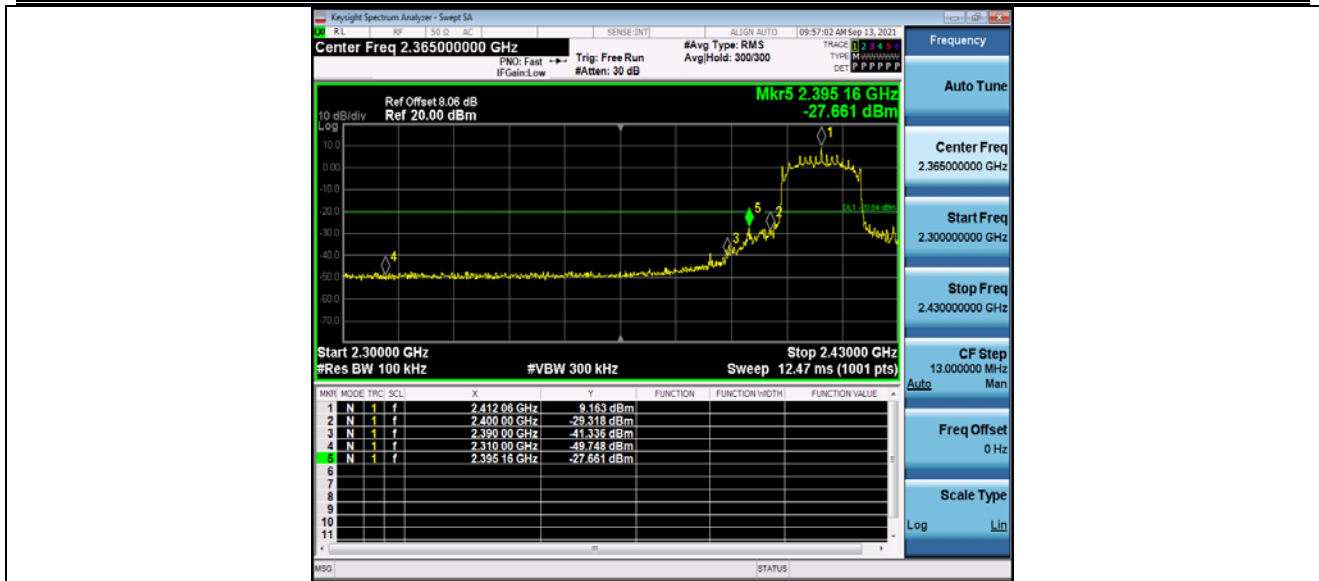 Keysight Spectrum Analyzer - Swept SA
RL RF 50 Ω AC SENSE:INT ALIGN AUTO 09:57:02 AM Sep 13, 2021
Center Freq 2.365000000 GHz
PNO: Fast
IFGain:Low
Trig: Free Run
#Atten: 30 dB
#Avg Type: RMS
Avg|Hold: 300/300
TRACE 1 2 3 4 5 6
TYPE M W W W W W
DET P P P P P P
Ref Offset 8.06 dB
Ref 20.00 dBm
10 dB/div
Log
Mkr5 2.395 16 GHz
-27.661 dBm
10.0
0.00
-10.0
-20.0
-30.0
-40.0
-50.0
-60.0
-70.0
1
2
3
4
5
DL1 -20.84 dBm
Start 2.30000 GHz
Stop 2.43000 GHz
#Res BW 100 kHz
#VBW 300 kHz
Sweep 12.47 ms (1001 pts)
MKR MODE TRC SCL X Y FUNCTION FUNCTION WIDTH FUNCTION VALUE
1 N 1 f 2.412 06 GHz 9.163 dBm
2 N 1 f 2.400 00 GHz -29.318 dBm
3 N 1 f 2.390 00 GHz -41.336 dBm
4 N 1 f 2.310 00 GHz -49.748 dBm
5 N 1 f 2.395 16 GHz -27.661 dBm
6
7
8
9
10
11
MSG
STATUS
Frequency
Auto Tune
Center Freq
2.365000000 GHz
Start Freq
2.300000000 GHz
Stop Freq
2.430000000 GHz
CF Step
13.000000 MHz
Auto Man
Freq Offset
0 Hz
Scale Type
Log Lin